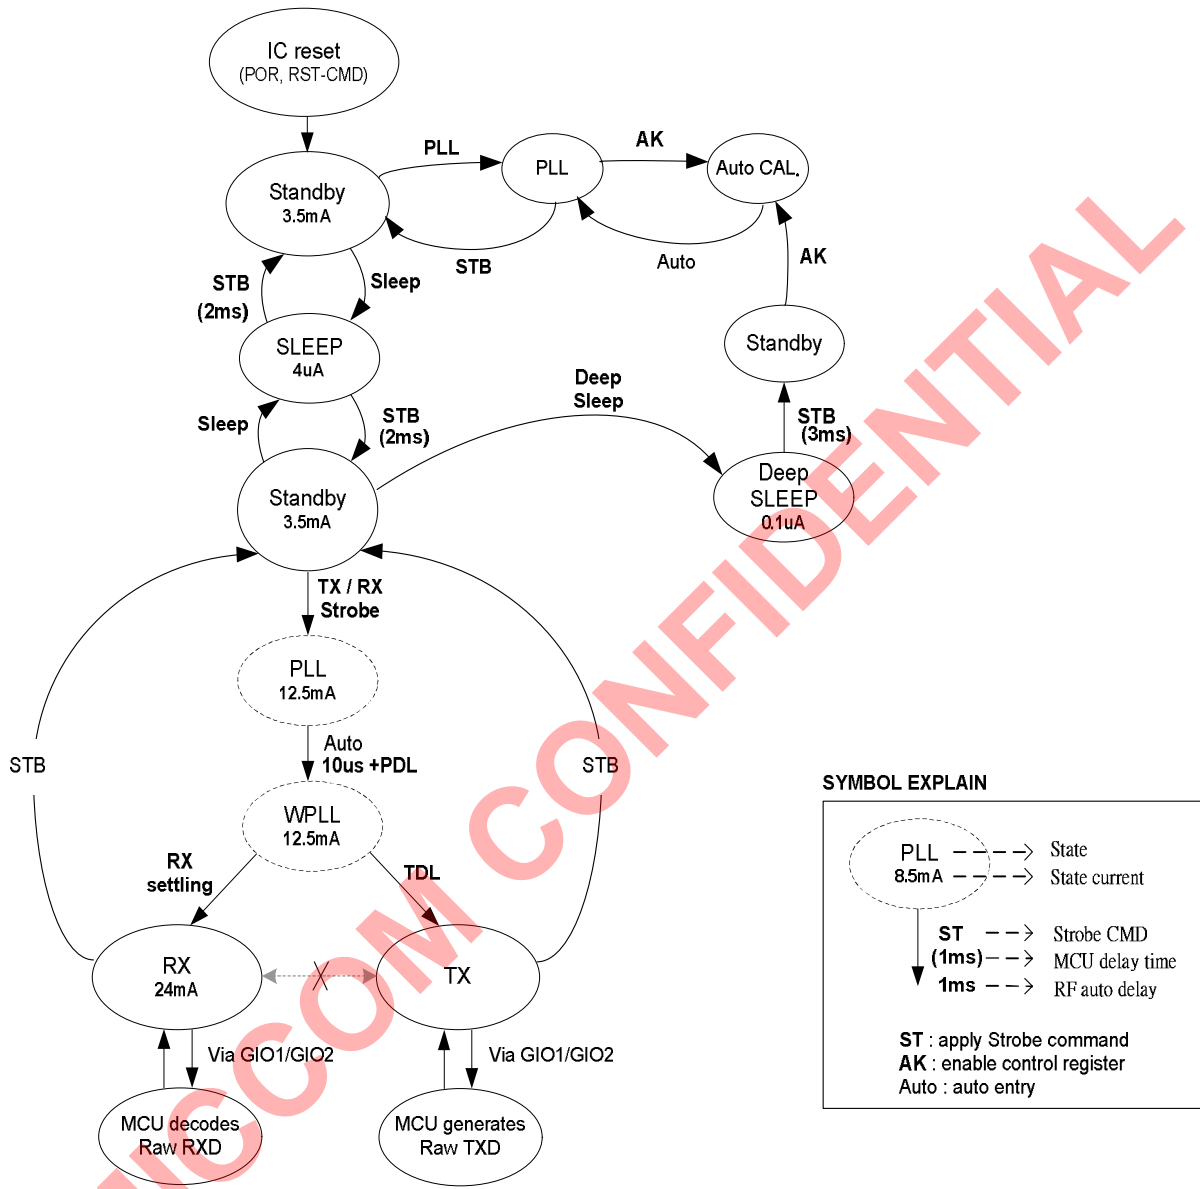 IC reset
(POR, RST-CMD)
PLL
AK
Standby
3.5mA
PLL
Auto CAL.
STB
Auto
AK
STB
(2ms)
Sleep
SLEEP
4uA
Standby
Deep
Sleep
Sleep
STB
(2ms)
STB
(3ms)
Deep
SLEEP
0.1uA
Standby
3.5mA
TX / RX
Strobe
PLL
12.5mA
Auto
10us +PDL
STB
STB
WPLL
12.5mA
RX
settling
TDL
RX
24mA
TX
Via GIO1/GIO2
Via GIO1/GIO2
MCU decodes
Raw RXD
MCU generates
Raw TXD
SYMBOL EXPLAIN
PLL
8.5mA
State
State current
ST
Strobe CMD
(1ms)
MCU delay time
1ms
RF auto delay
ST : apply Strobe command
AK : enable control register
Auto : auto entry
MICCOM CONFIDENTIAL